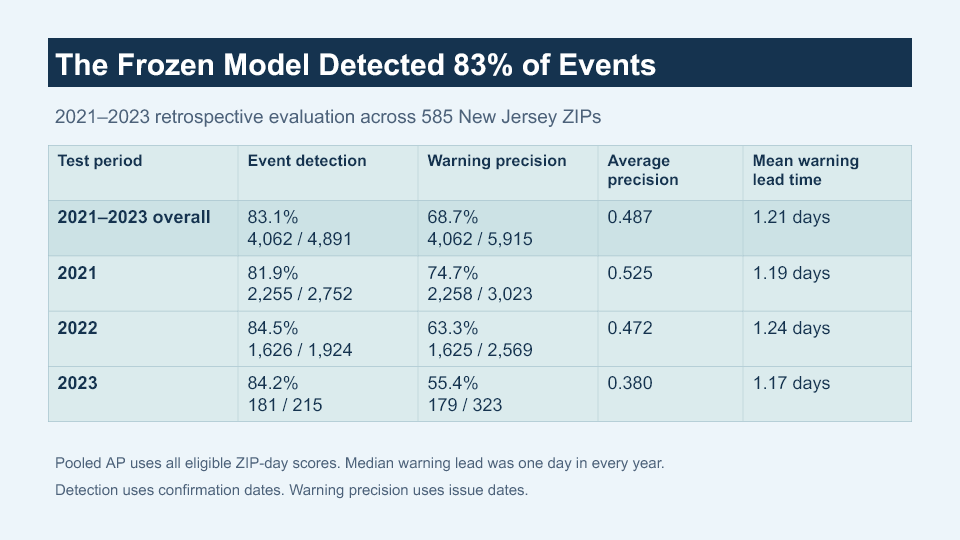 The Frozen Model Detected 83% of Events
2021–2023 retrospective evaluation across 585 New Jersey ZIPs
Test period
Event detection
Warning precision
Average
precision
Mean warning
lead time
2021–2023 overall
83.1%
4,062 / 4,891
68.7%
4,062 / 5,915
0.487
1.21 days
2021
81.9%
2,255 / 2,752
74.7%
2,258 / 3,023
0.525
1.19 days
2022
84.5%
1,626 / 1,924
63.3%
1,625 / 2,569
0.472
1.24 days
2023
84.2%
181 / 215
55.4%
179 / 323
0.380
1.17 days
Pooled AP uses all eligible ZIP-day scores. Median warning lead was one day in every year.
Detection uses confirmation dates. Warning precision uses issue dates.